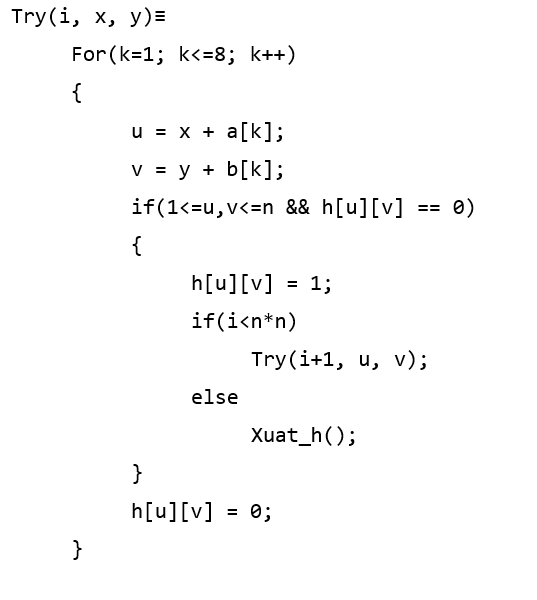 Try(i, x, y)≡
For(k=1; k<=8; k++)
{
u = x + a[k];
v = y + b[k];
if(1<=u,v<=n && h[u][v] == 0)
{
h[u][v] = 1;
if(i<n*n)
Try(i+1, u, v);
else
Xuat_h();
}
h[u][v] = 0;
}